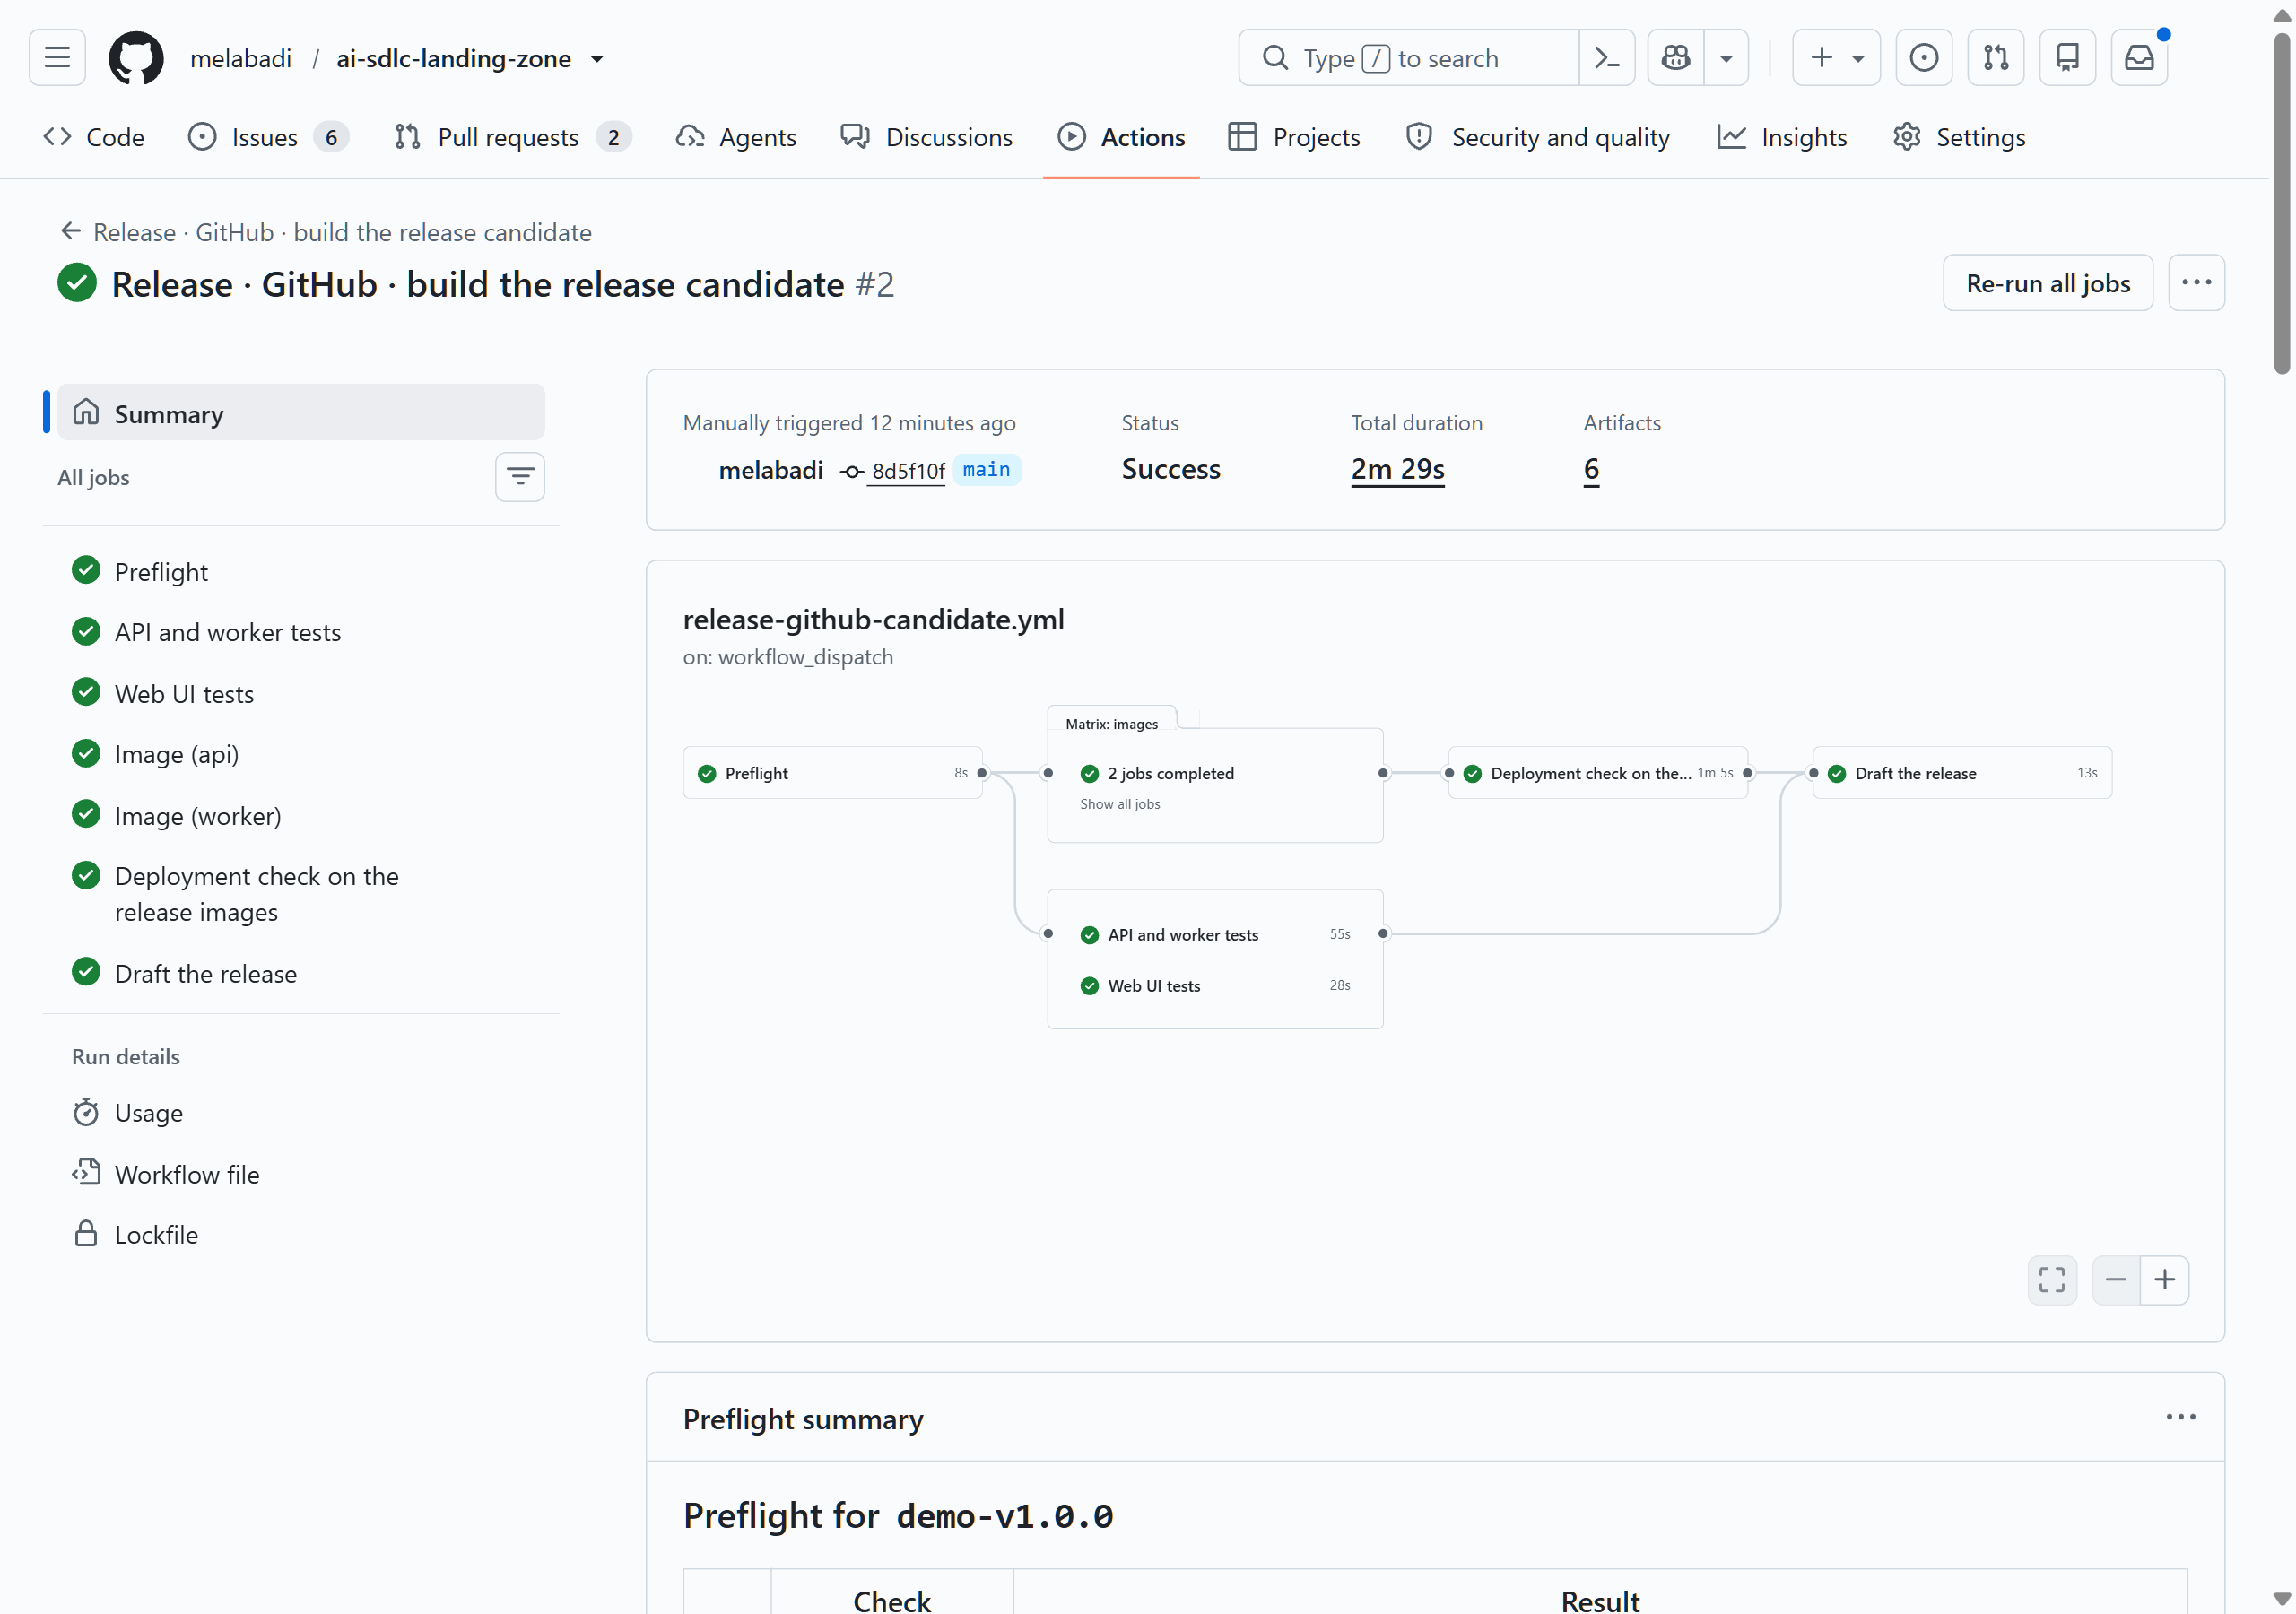 melabadi / ai-sdlc-landing-zone
Type / to search
Code
Issues 6
Pull requests 2
Agents
Discussions
Actions
Projects
Security and quality
Insights
Settings
Release · GitHub · build the release candidate
Release · GitHub · build the release candidate #2
Re-run all jobs
Summary
All jobs
Preflight
API and worker tests
Web UI tests
Image (api)
Image (worker)
Deployment check on the
release images
Draft the release
Run details
Usage
Workflow file
Lockfile
Manually triggered 12 minutes ago
melabadi 8d5f10f main
Status
Success
Total duration
2m 29s
Artifacts
6
release-github-candidate.yml
on: workflow_dispatch
Preflight 8s
Matrix: images
2 jobs completed
Show all jobs
Deployment check on the... 1m 5s
Draft the release 13s
API and worker tests 55s
Web UI tests 28s
Preflight summary
Preflight for demo-v1.0.0
Check Result